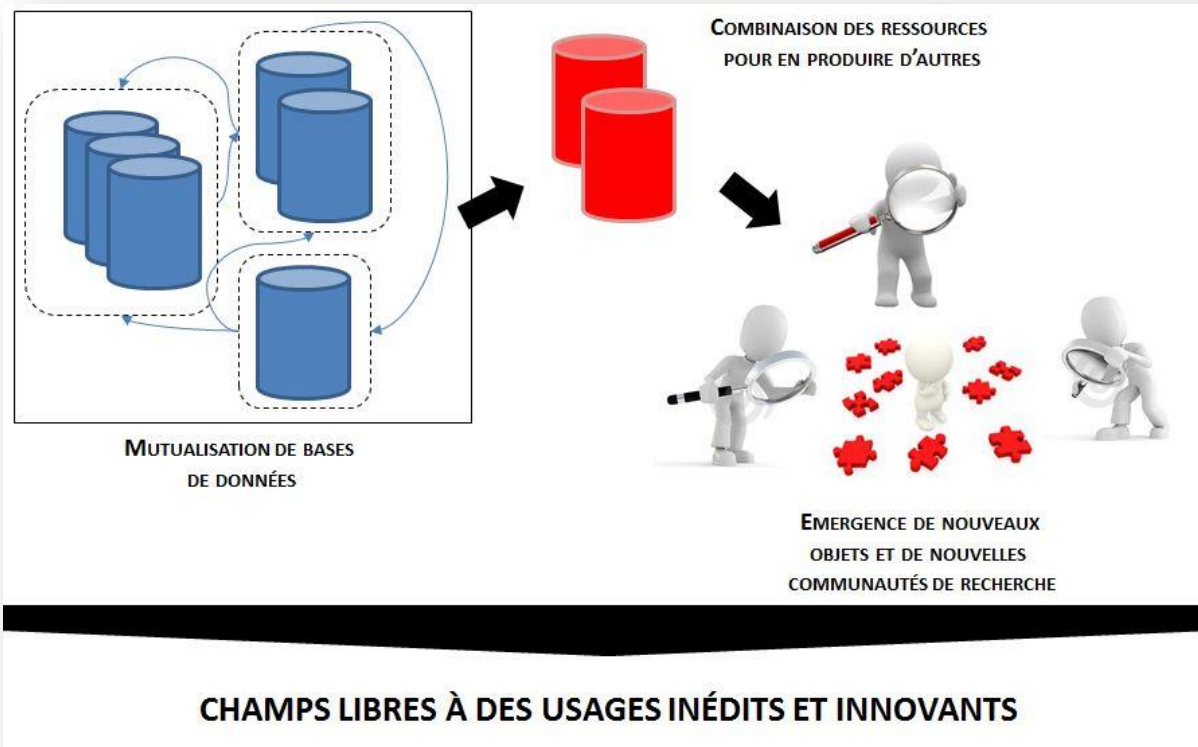 COMBINAISON DES RESSOURCES
POUR EN PRODUIRE D'AUTRES
MUTUALISATION DE BASES
DE DONNÉES
EMERGENCE DE NOUVEAUX
OBJETS ET DE NOUVELLES
COMMUNAUTÉS DE RECHERCHE
CHAMPS LIBRES À DES USAGES INÉDITS ET INNOVANTS